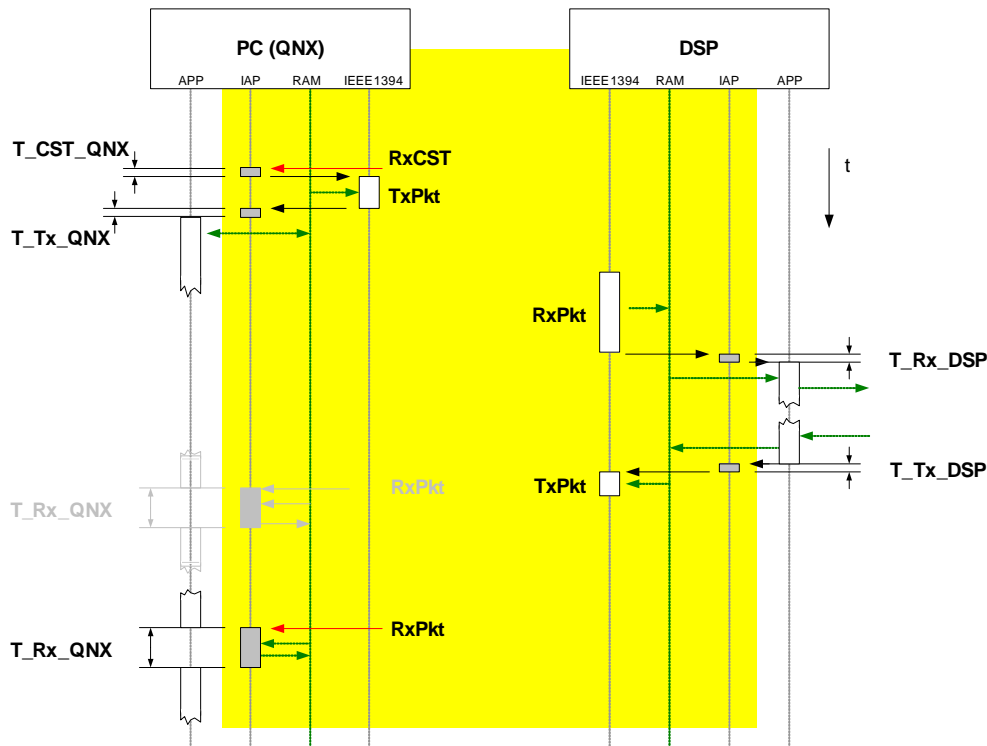 PC (QNX)
DSP
APP IAP RAM IEEE1394
IEEE1394 RAM IAP APP
T_CST_QNX
RxCST
t
TxPkt
T_Tx_QNX
RxPkt
T_Rx_DSP
T_Tx_DSP
TxPkt
RxPkt
T_Rx_QNX
RxPkt
T_Rx_QNX